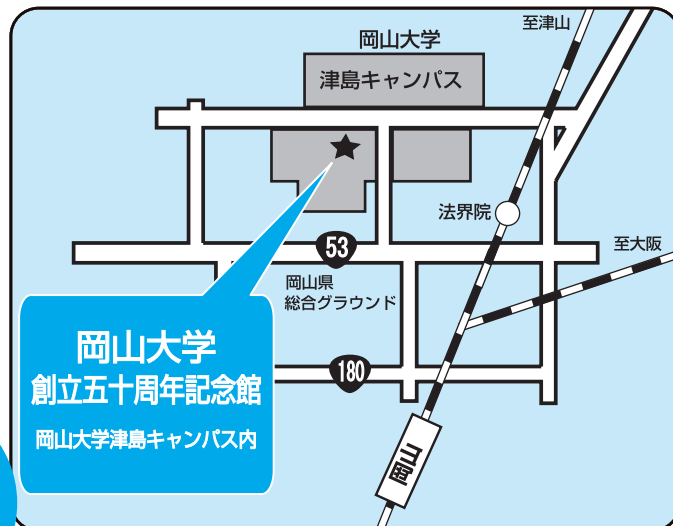 至津山
岡山大学
津島キャンパス
法界院
至大阪
53
岡山県
総合グラウンド
180
岡山大学
創立五十周年記念館
岡山大学津島キャンパス内
岡山